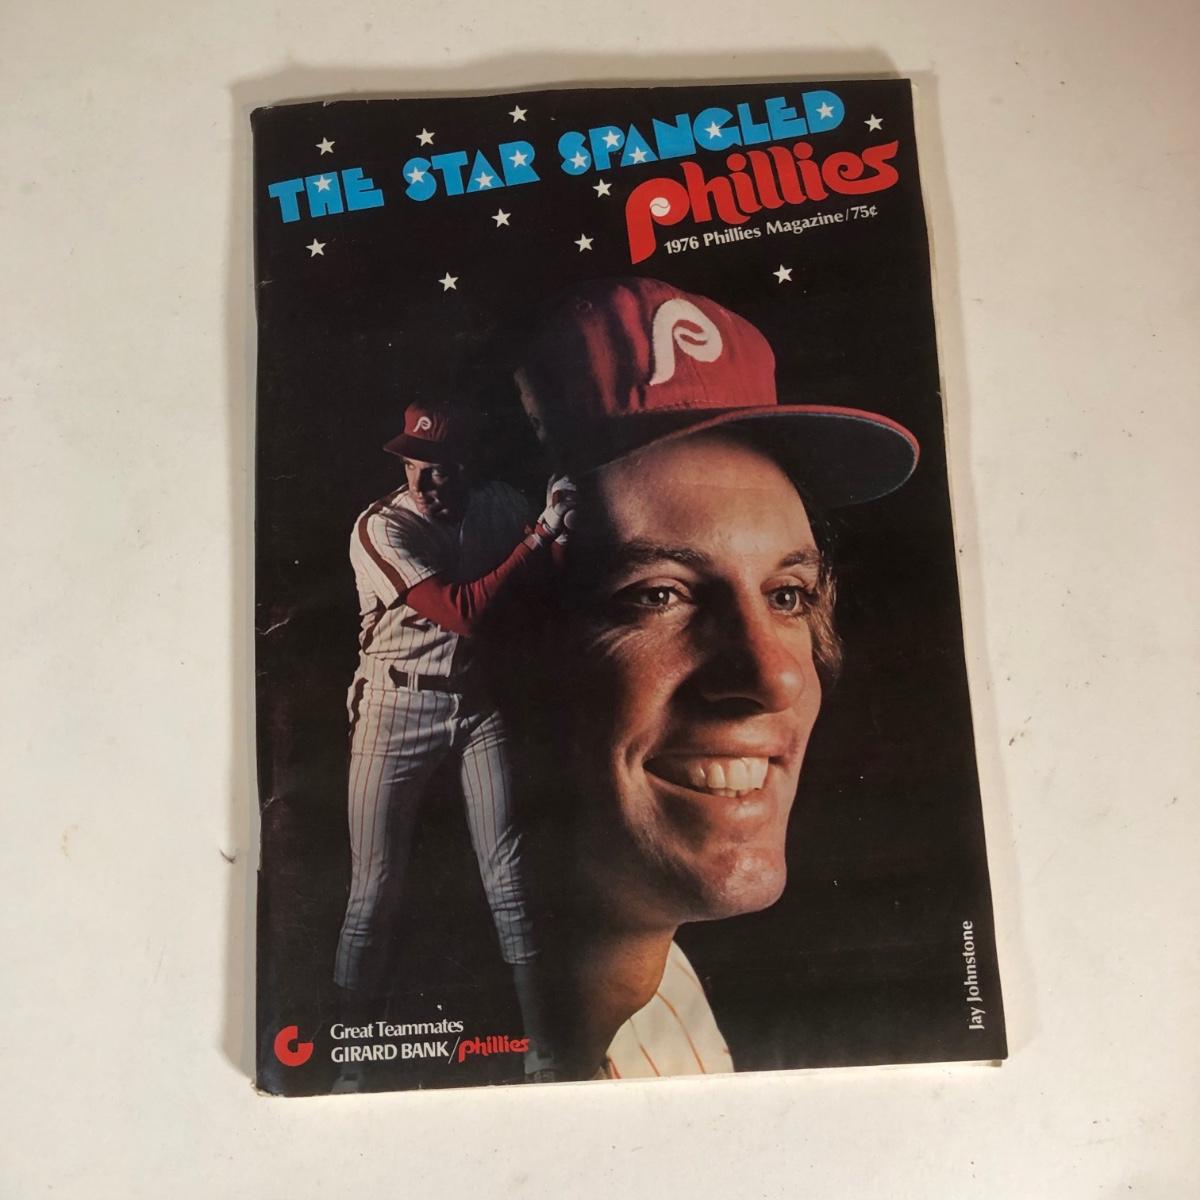 THE STAR SPANGLED
Phillies
1976 Phillies Magazine/75¢
P
P
Jay Johnstone
G
Great Teammates
GIRARD BANK/Phillies